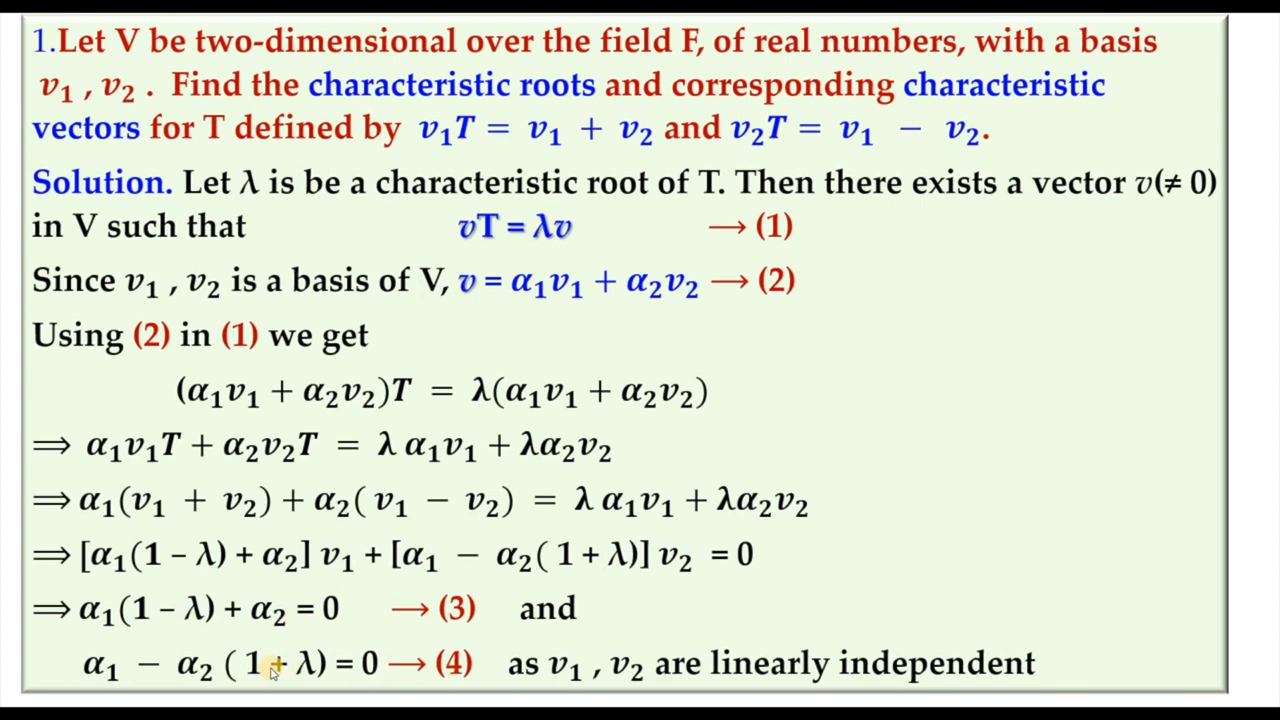 1.Let V be two-dimensional over the field F, of real numbers, with a basis
v₁ , v₂ . Find the characteristic roots and corresponding characteristic
vectors for T defined by v₁T = v₁ + v₂ and v₂T = v₁ − v₂.
Solution. Let λ is be a characteristic root of T. Then there exists a vector v(≠ 0)
in V such that vT = λv ⟶ (1)
Since v₁ , v₂ is a basis of V, v = α₁v₁ + α₂v₂ ⟶ (2)
Using (2) in (1) we get
(α₁v₁ + α₂v₂)T = λ(α₁v₁ + α₂v₂)
⟹ α₁v₁T + α₂v₂T = λ α₁v₁ + λα₂v₂
⟹ α₁(v₁ + v₂) + α₂( v₁ − v₂) = λ α₁v₁ + λα₂v₂
⟹ [α₁(1 – λ) + α₂] v₁ + [α₁ − α₂( 1 + λ)] v₂ = 0
⟹ α₁(1 – λ) + α₂ = 0 ⟶ (3) and
α₁ − α₂ ( 1 + λ) = 0 ⟶ (4) as v₁ , v₂ are linearly independent